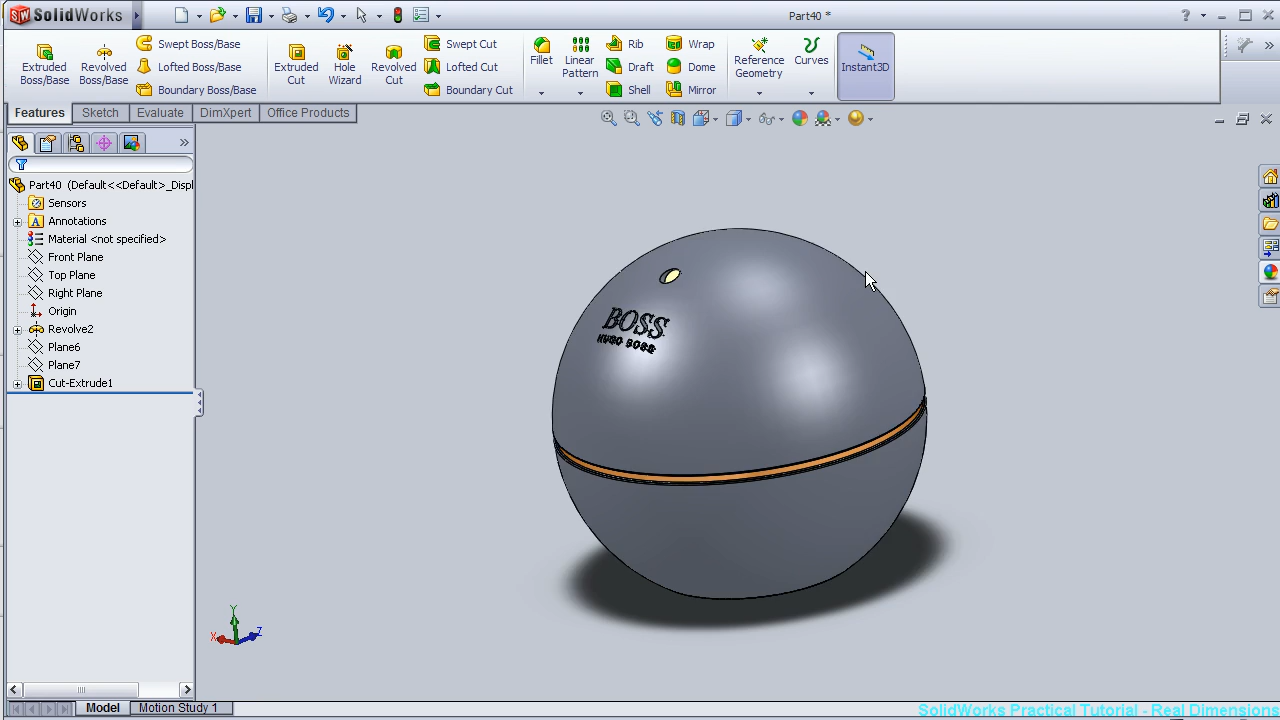 SolidWorks
Part40 *
Extruded Boss/Base
Revolved Boss/Base
Swept Boss/Base
Lofted Boss/Base
Boundary Boss/Base
Extruded Cut
Hole Wizard
Revolved Cut
Swept Cut
Lofted Cut
Boundary Cut
Fillet
Linear Pattern
Rib
Draft
Shell
Wrap
Dome
Mirror
Reference Geometry
Curves
Instant3D
Features
Sketch
Evaluate
DimXpert
Office Products
Part40 (Default<<Default>_Displ
Sensors
Annotations
Material <not specified>
Front Plane
Top Plane
Right Plane
Origin
Revolve2
Plane6
Plane7
Cut-Extrude1
BOSS
HUGO BOSS
Y
X
Z
Model
Motion Study 1
SolidWorks Practical Tutorial - Real Dimensions